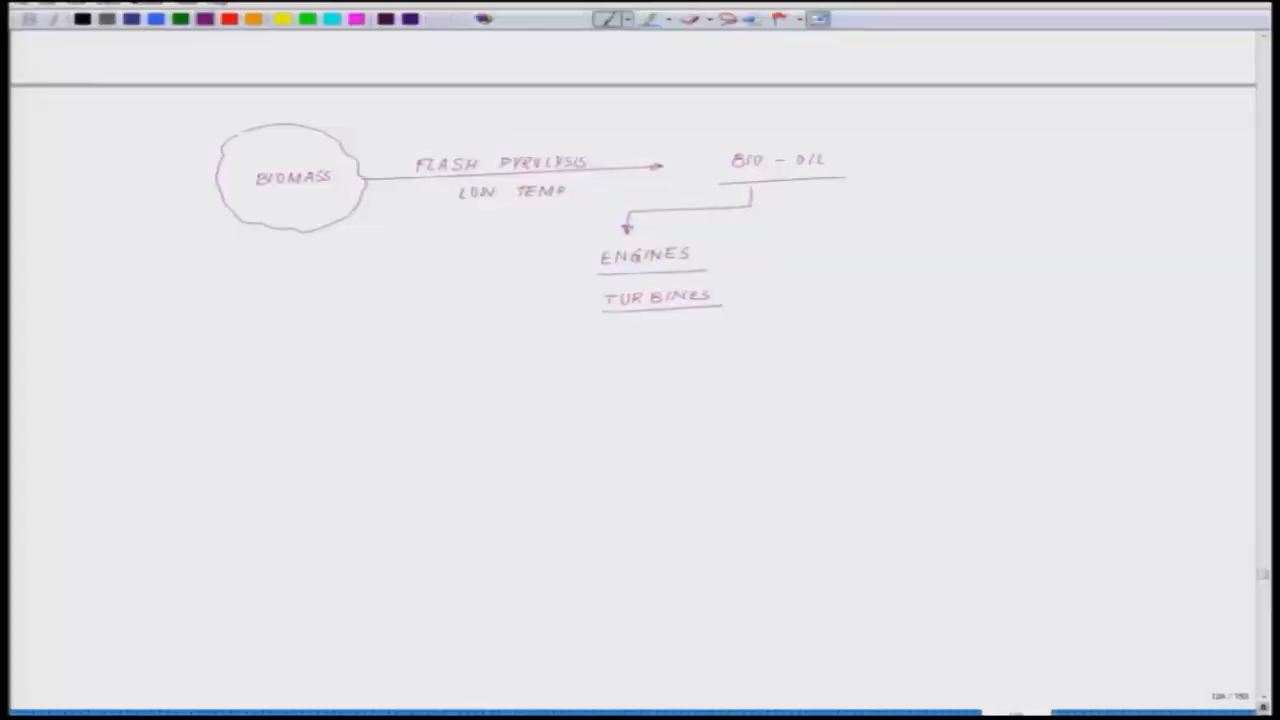 BIOMASS
FLASH PYROLYSIS
LOW TEMP
BIO - OIL
ENGINES
TURBINES